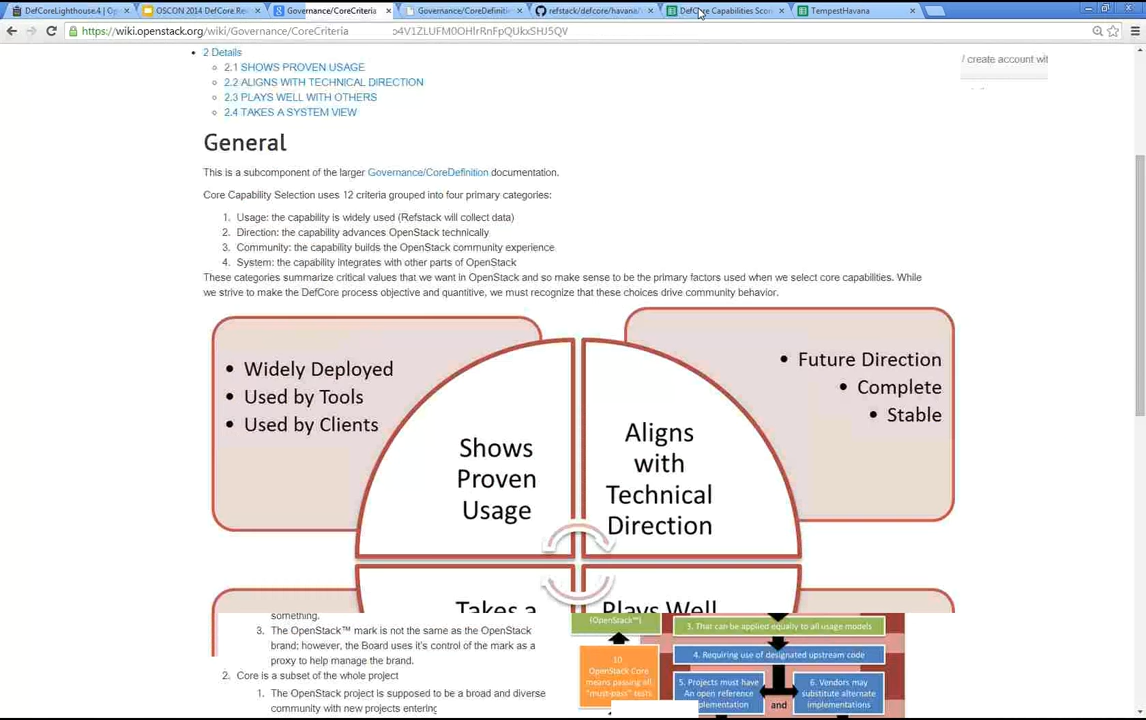 DefCoreLighthouse.4 | Op
OSCON 2014 DefCore.Re
Governance/CoreCriteria
Governance/CoreDefinition
refstack/defcore/havana/
DefCore Capabilities Scor
TempestHavana
https://wiki.openstack.org/wiki/Governance/CoreCriteria
2 Details
2.1 SHOWS PROVEN USAGE
/ create account wit
2.2 ALIGNS WITH TECHNICAL DIRECTION
2.3 PLAYS WELL WITH OTHERS
2.4 TAKES A SYSTEM VIEW
General
This is a subcomponent of the larger Governance/CoreDefinition documentation.
Core Capability Selection uses 12 criteria grouped into four primary categories:
1. Usage: the capability is widely used (Refstack will collect data)
2. Direction: the capability advances OpenStack technically
3. Community: the capability builds the OpenStack community experience
4. System: the capability integrates with other parts of OpenStack
These categories summarize critical values that we want in OpenStack and so make sense to be the primary factors used when we select core capabilities. While
we strive to make the DefCore process objective and quantitive, we must recognize that these choices drive community behavior.
• Widely Deployed
• Used by Tools
• Used by Clients
Shows
Proven
Usage
Aligns
with
Technical
Direction
• Future Direction
• Complete
• Stable
Takes a
Plays Well
something.
3. The OpenStack™ mark is not the same as the OpenStack
brand; however, the Board uses it's control of the mark as a
proxy to help manage the brand.
2. Core is a subset of the whole project
1. The OpenStack project is supposed to be a broad and diverse
community with new projects entering
(OpenStack™)
3. That can be applied equally to all usage models
4. Requiring use of designated upstream code
10
OpenStack Core
means passing all
"must-pass" tests
5. Projects must have
An open reference
implementation
and
6. Vendors may
substitute alternate
implementations